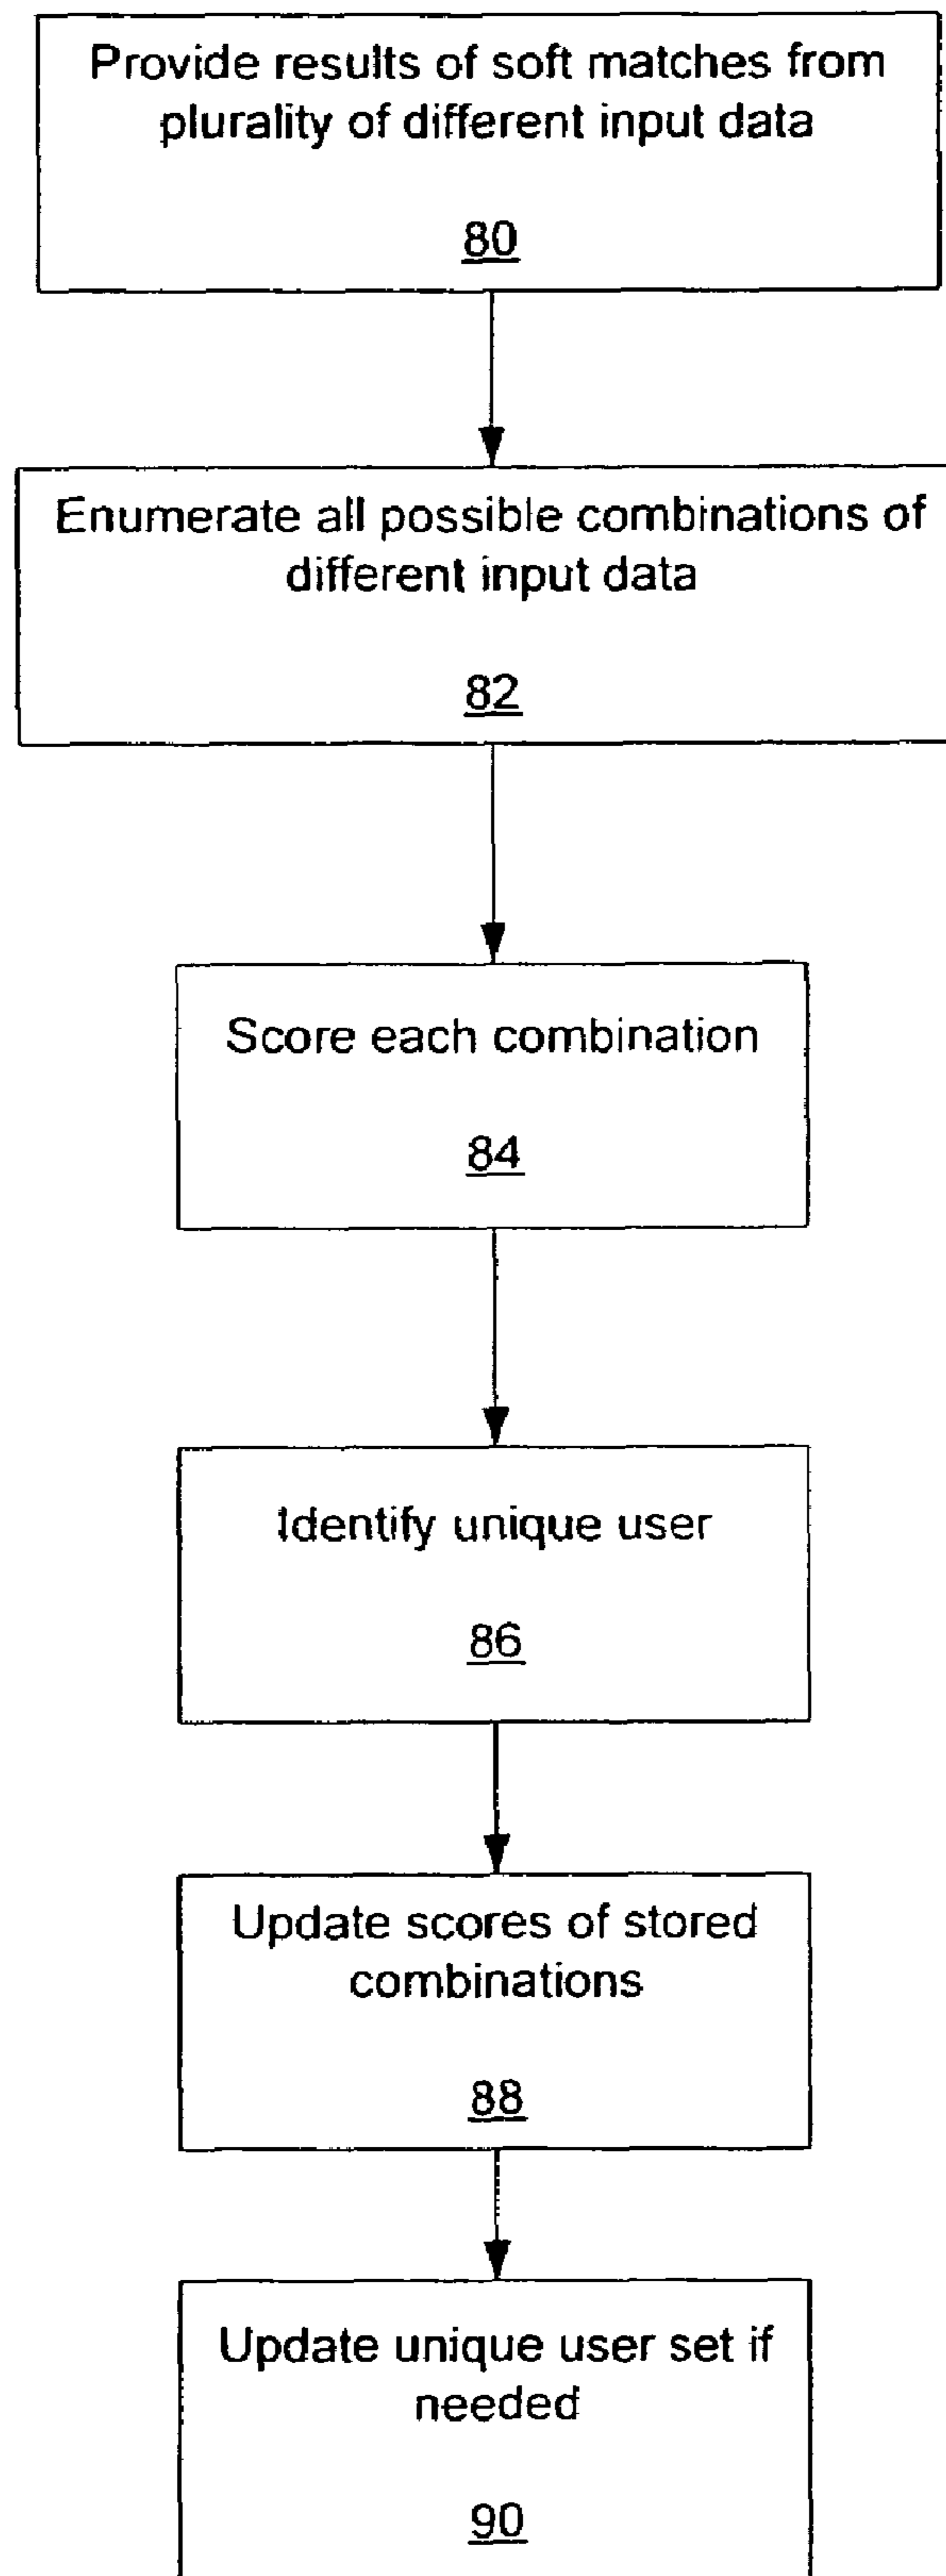 Provide results of soft matches from
plurality of different input data
80
Enumerate all possible combinations of
different input data
82
Score each combination
84
Identify unique user
86
Update scores of stored
combinations
88
Update unique user set if
needed
90